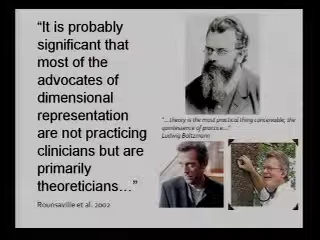 “It is probably
significant that
most of the
advocates of
dimensional
representation
are not practicing
clinicians but are
primarily
theoreticians…”
Rounsaville et al. 2002
"... theory is the most practical thing conceivable, the
quintessence of practice..."
Ludwig Boltzmann